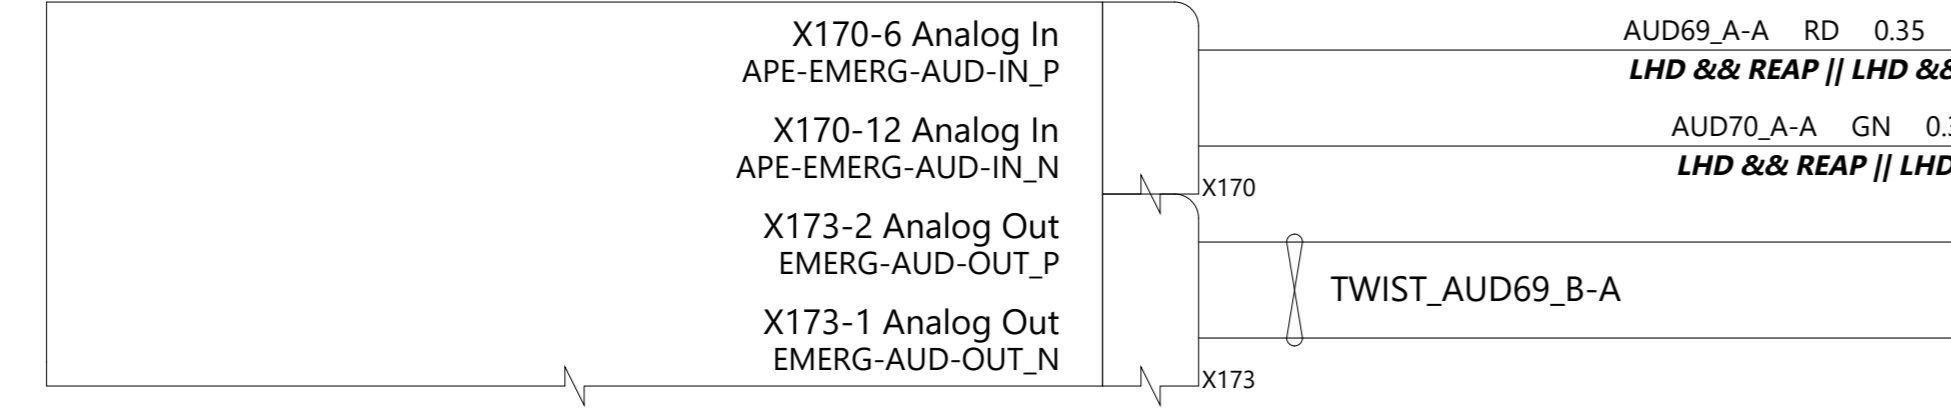 X170-6 Analog In
APE-EMERG-AUD-IN_P
AUD69_A-A RD 0.35
LHD && REAP || LHD &&
X170-12 Analog In
APE-EMERG-AUD-IN_N
AUD70_A-A GN 0.
LHD && REAP || LHD
X170
X173-2 Analog Out
EMERG-AUD-OUT_P
TWIST_AUD69_B-A
X173-1 Analog Out
EMERG-AUD-OUT_N
X173